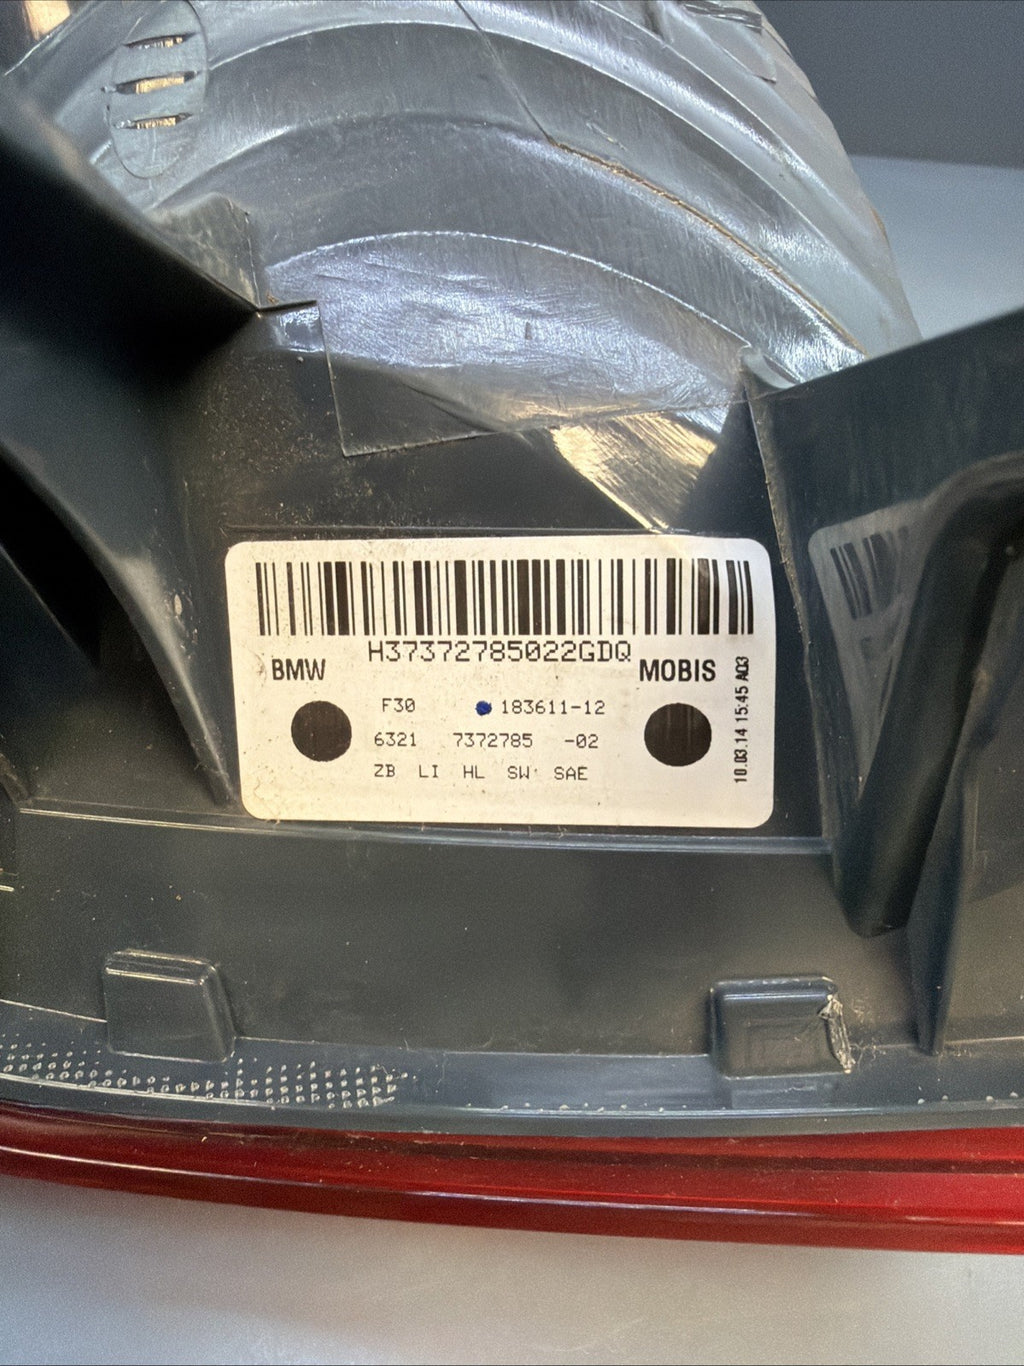 H37372785022GDQ
BMW MOBIS
F30 183611-12
6321 7372785 -02
ZB LI HL SW SAE
10.03.14 15:45 A03